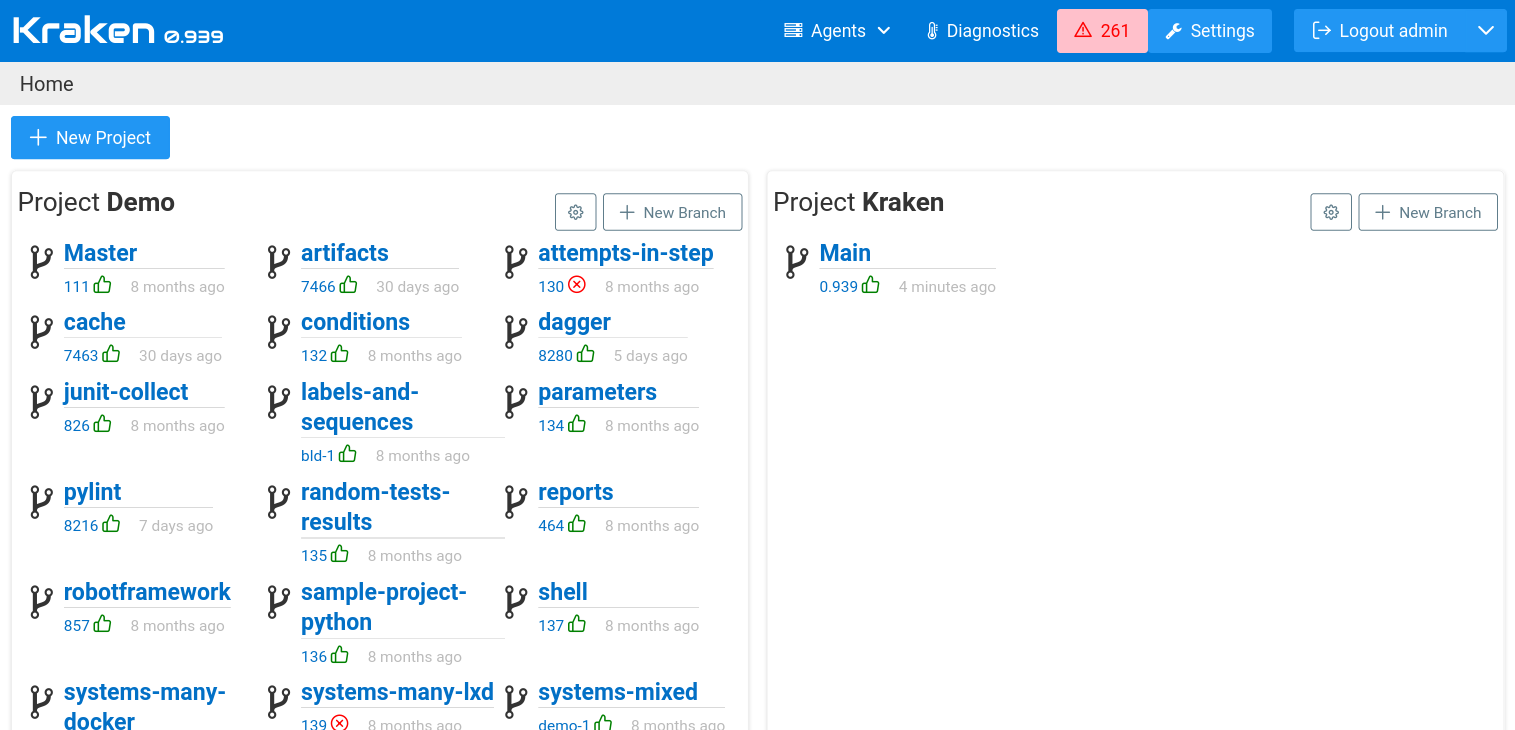 Kraken 0.939
Agents
Diagnostics
261
Settings
Logout admin
Home
New Project
Project Demo
New Branch
Master
111 8 months ago
artifacts
7466 30 days ago
attempts-in-step
130 8 months ago
cache
7463 30 days ago
conditions
132 8 months ago
dagger
8280 5 days ago
junit-collect
826 8 months ago
labels-and-
sequences
bld-1 8 months ago
parameters
134 8 months ago
pylint
8216 7 days ago
random-tests-
results
135 8 months ago
reports
464 8 months ago
robotframework
857 8 months ago
sample-project-
python
136 8 months ago
shell
137 8 months ago
systems-many-
docker
systems-many-lxd
139 8 months ago
systems-mixed
demo-1 8 months ago
Project Kraken
New Branch
Main
0.939 4 minutes ago